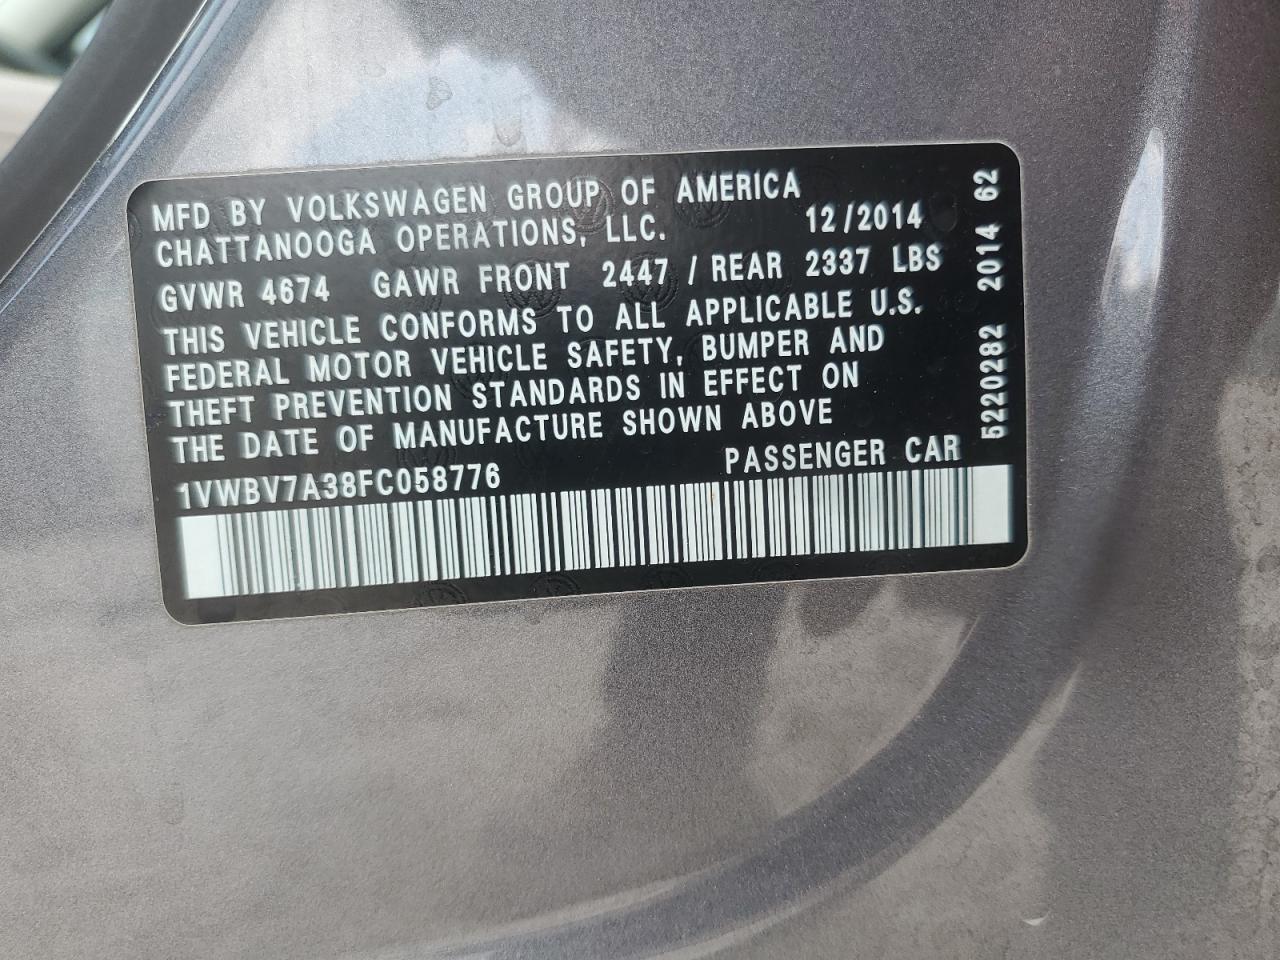 MFD BY VOLKSWAGEN GROUP OF AMERICA
CHATTANOOGA OPERATIONS, LLC. 12/2014
GVWR 4674 GAWR FRONT 2447 / REAR 2337 LBS
THIS VEHICLE CONFORMS TO ALL APPLICABLE U.S.
FEDERAL MOTOR VEHICLE SAFETY, BUMPER AND
THEFT PREVENTION STANDARDS IN EFFECT ON
THE DATE OF MANUFACTURE SHOWN ABOVE
1VWBV7A38FC058776 PASSENGER CAR
5220282 2014 62